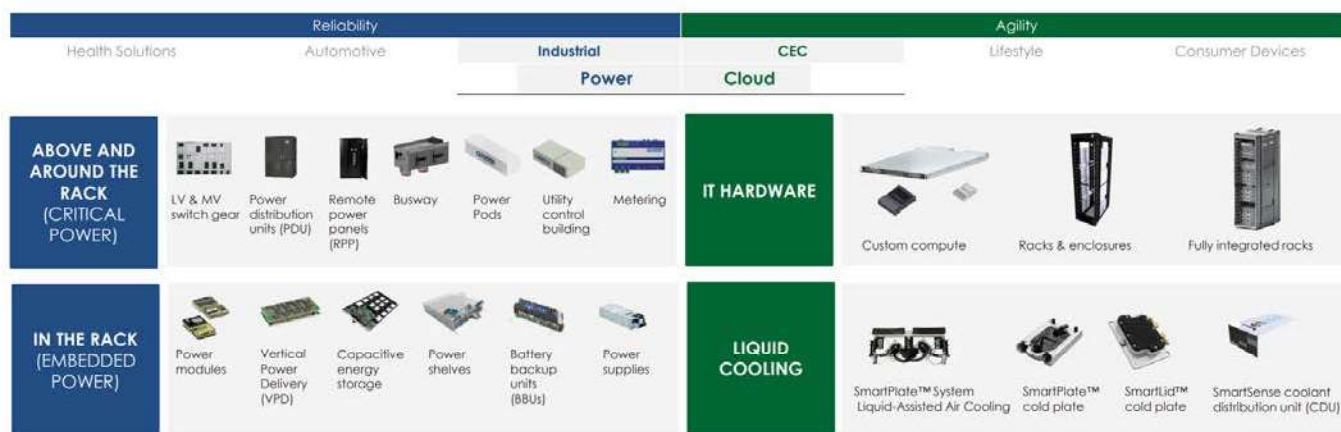 Reliability
Agility
Health Solutions
Automotive
Industrial
CEC
Lifestyle
Consumer Devices
Power
Cloud
ABOVE AND
AROUND THE
RACK
(CRITICAL
POWER)
LV & MV
switch gear
Power
distribution
units (PDU)
Remote
power
panels
(RPP)
Busway
Power
Pods
Utility
control
building
Metering
IT HARDWARE
Custom compute
Racks & enclosures
Fully integrated racks
IN THE RACK
(EMBEDDED
POWER)
Power
modules
Vertical
Power
Delivery
(VPD)
Capacitive
energy
storage
Power
shelves
Battery
backup
units
(BBUs)
Power
supplies
LIQUID
COOLING
SmartPlate™ System
Liquid-Assisted Air Cooling
SmartPlate™
cold plate
SmartLid™
cold plate
SmartSense coolant
distribution unit (CDU)